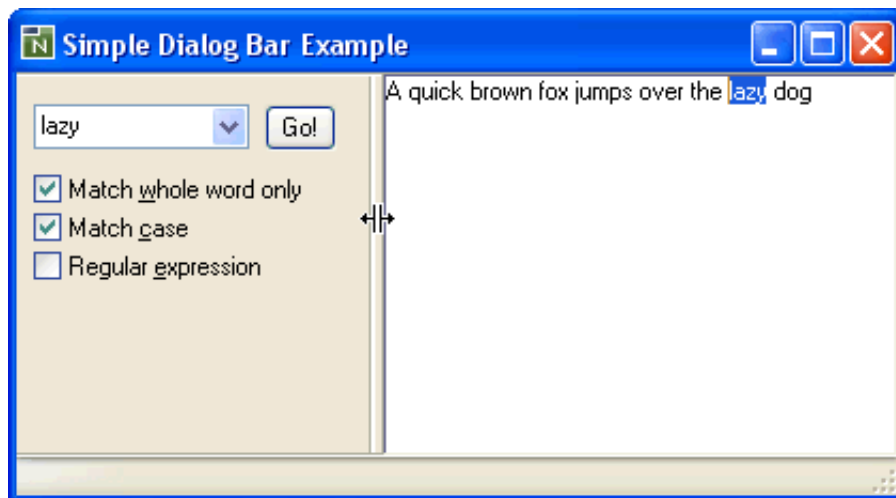 N Simple Dialog Bar Example
lazy Go!
Match whole word only
Match case
Regular expression
A quick brown fox jumps over the lazy dog